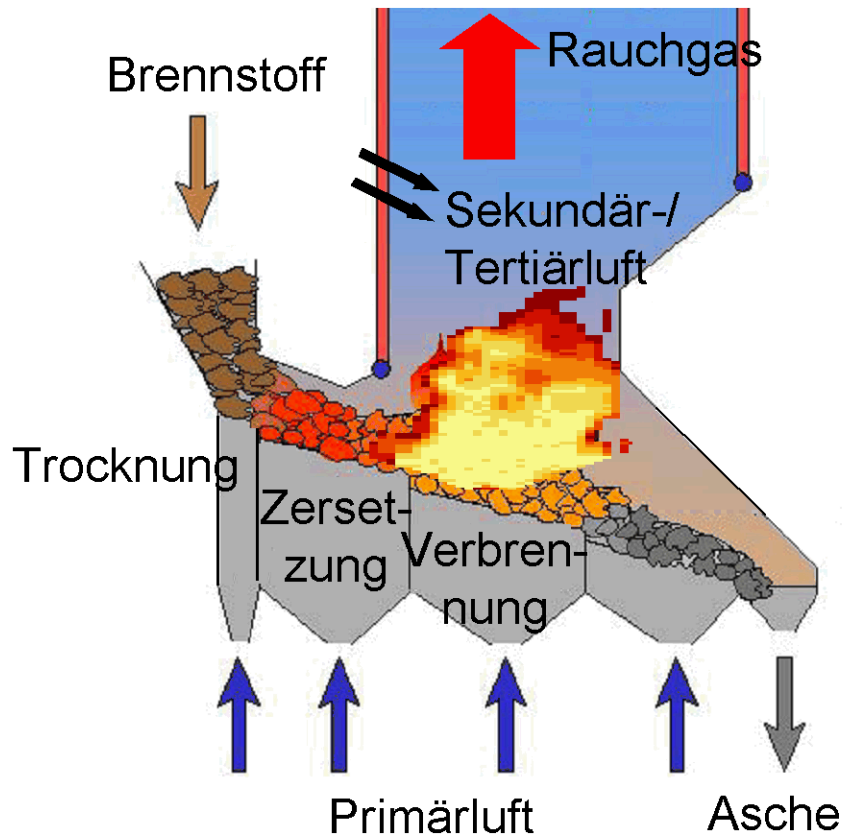 Brennstoff
Rauchgas
Sekundär-/
Tertiärluft
Trocknung
Zerset-
zung
Verbren-
nung
Primärluft
Asche